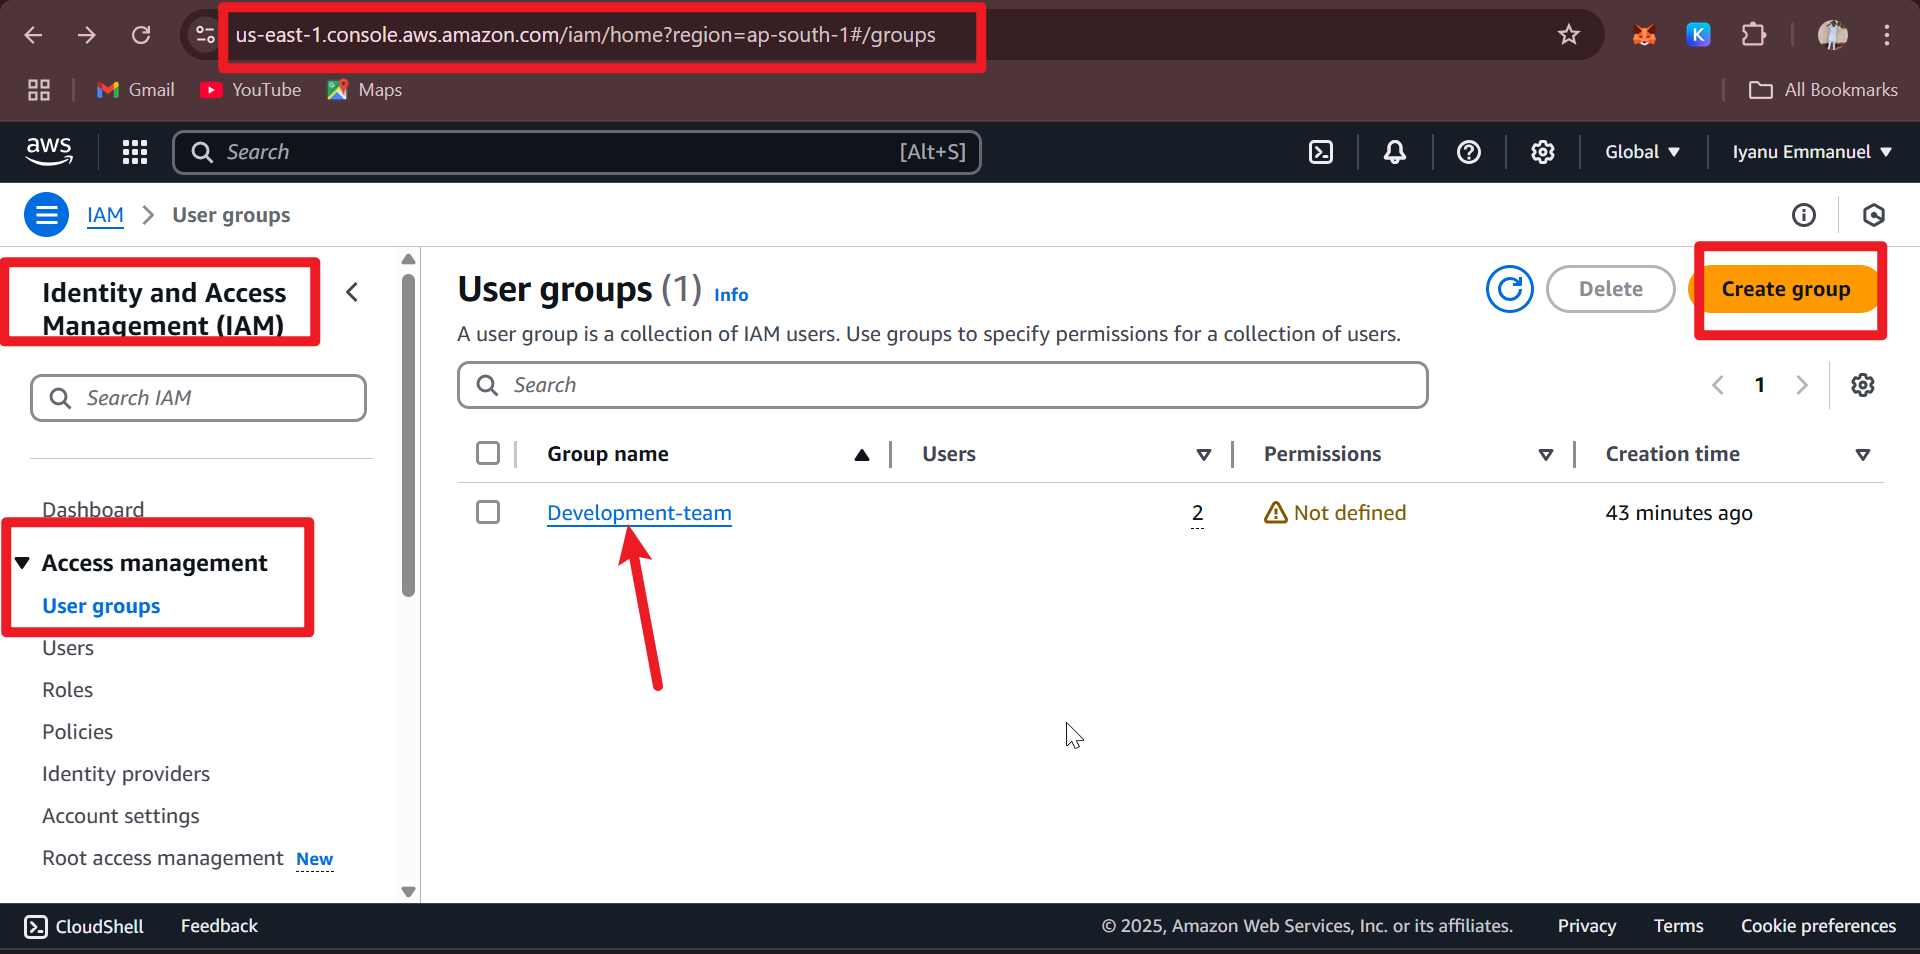 us-east-1.console.aws.amazon.com/iam/home?region=ap-south-1#/groups
K
Gmail
YouTube
Maps
All Bookmarks
aws
Search
[Alt+S]
Global
Iyanu Emmanuel
IAM
User groups
Identity and Access
Management (IAM)
Search IAM
Dashboard
Access management
User groups
Users
Roles
Policies
Identity providers
Account settings
Root access management New
User groups (1) Info
Delete
Create group
A user group is a collection of IAM users. Use groups to specify permissions for a collection of users.
Search
1
Group name
Users
Permissions
Creation time
Development-team
2
Not defined
43 minutes ago
CloudShell
Feedback
© 2025, Amazon Web Services, Inc. or its affiliates.
Privacy
Terms
Cookie preferences